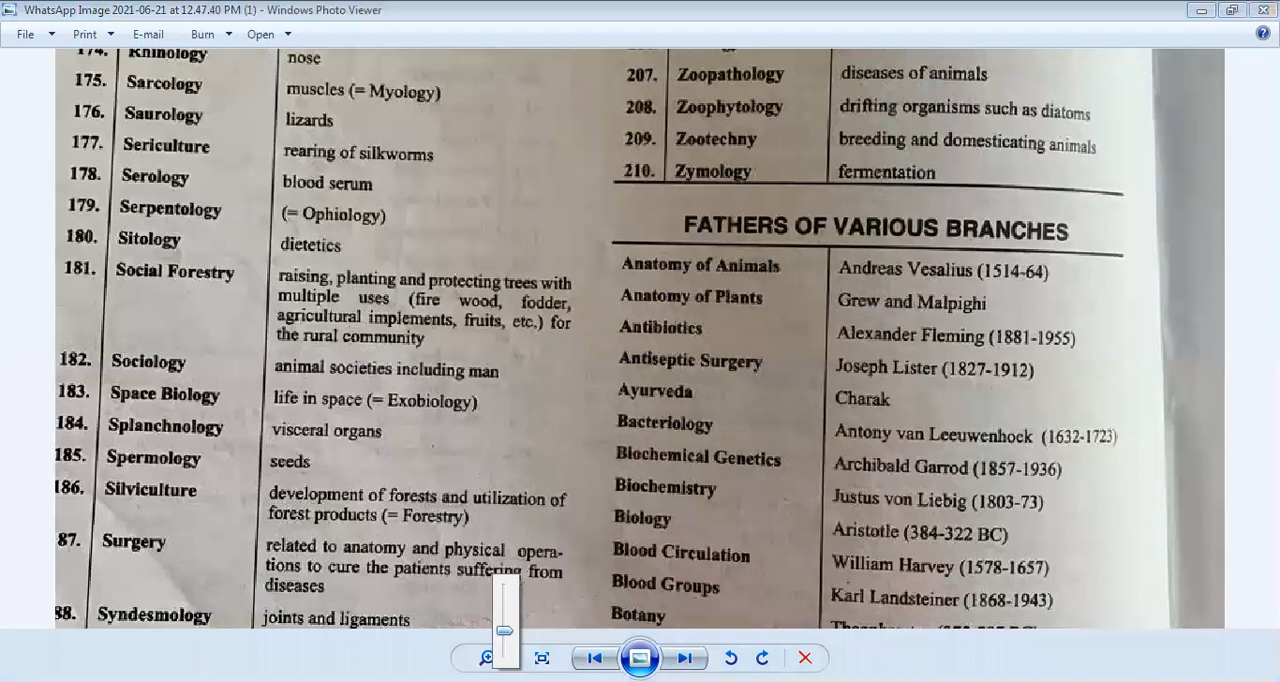 WhatsApp Image 2021-06-21 at 12.47.40 PM (1) - Windows Photo Viewer
File Print E-mail Burn Open
174. Rhinology nose
175. Sarcology muscles (= Myology)
176. Saurology lizards
177. Sericulture rearing of silkworms
178. Serology blood serum
179. Serpentology (= Ophiology)
180. Sitology dietetics
181. Social Forestry raising, planting and protecting trees with
multiple uses (fire wood, fodder,
agricultural implements, fruits, etc.) for
the rural community
182. Sociology animal societies including man
183. Space Biology life in space (= Exobiology)
184. Splanchnology visceral organs
185. Spermology seeds
186. Silviculture development of forests and utilization of
forest products (= Forestry)
87. Surgery related to anatomy and physical opera-
tions to cure the patients suffering from
diseases
88. Syndesmology joints and ligaments
207. Zoopathology diseases of animals
208. Zoophytology drifting organisms such as diatoms
209. Zootechny breeding and domesticating animals
210. Zymology fermentation
FATHERS OF VARIOUS BRANCHES
Anatomy of Animals Andreas Vesalius (1514-64)
Anatomy of Plants Grew and Malpighi
Antibiotics Alexander Fleming (1881-1955)
Antiseptic Surgery Joseph Lister (1827-1912)
Ayurveda Charak
Bacteriology Antony van Leeuwenhock (1632-1723)
Biochemical Genetics Archibald Garrod (1857-1936)
Biochemistry Justus von Liebig (1803-73)
Biology Aristotle (384-322 BC)
Blood Circulation William Harvey (1578-1657)
Blood Groups Karl Landsteiner (1868-1943)
Botany